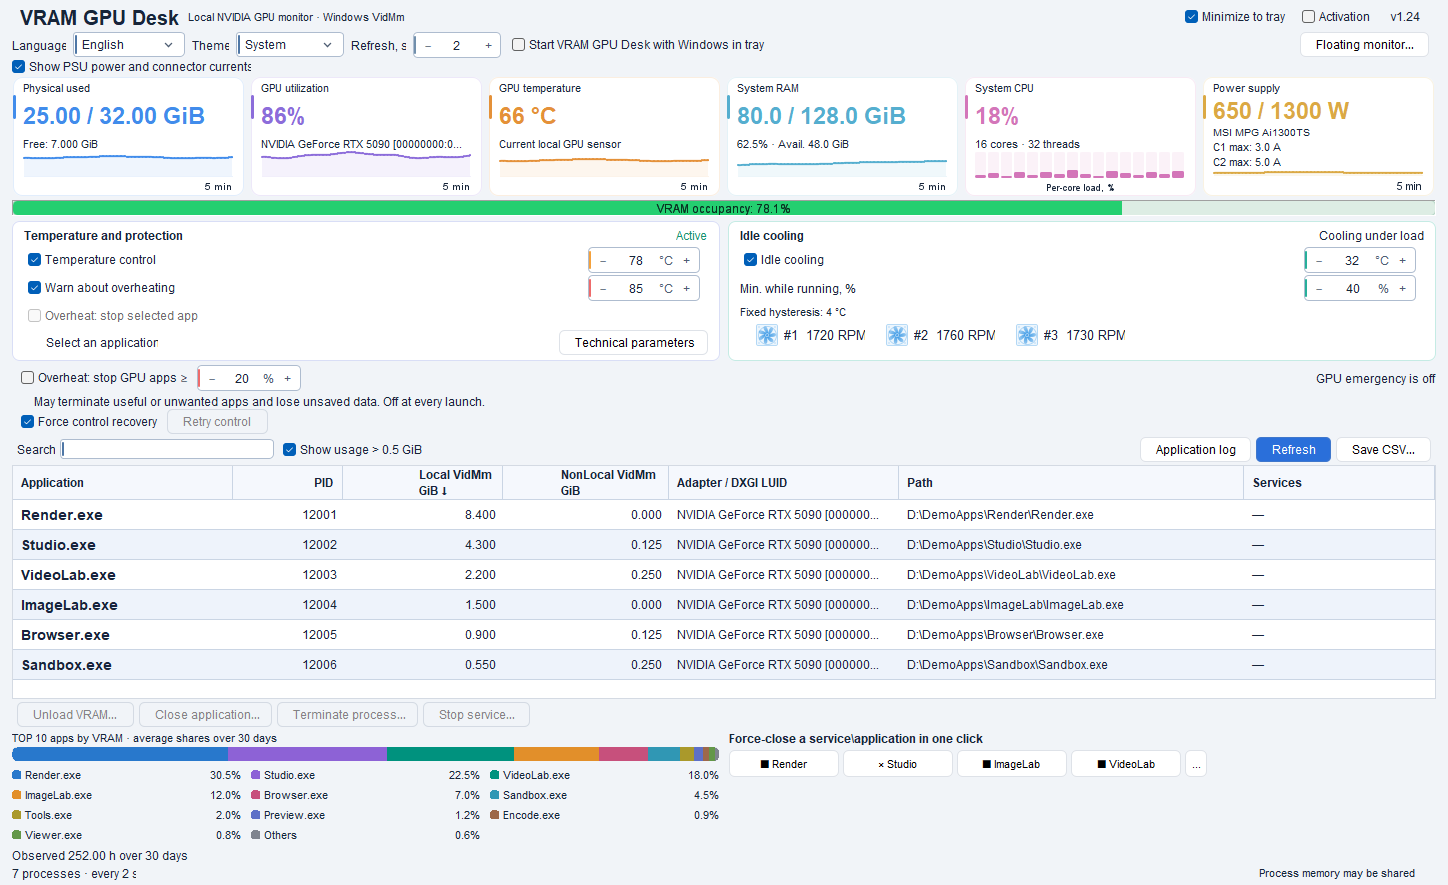 VRAM GPU Desk Local NVIDIA GPU monitor · Windows VidMm
Minimize to tray Activation v1.24
Language English Theme System Refresh, s − 2 + Start VRAM GPU Desk with Windows in tray Floating monitor...
Show PSU power and connector currents
Physical used
25.00 / 32.00 GiB
Free: 7.000 GiB
5 min
GPU utilization
86%
NVIDIA GeForce RTX 5090 [00000000:0...
5 min
GPU temperature
66 °C
Current local GPU sensor
5 min
System RAM
80.0 / 128.0 GiB
62.5% · Avail. 48.0 GiB
5 min
System CPU
18%
16 cores · 32 threads
Per-core load, %
Power supply
650 / 1300 W
MSI MPG Ai1300TS
C1 max: 3.0 A
C2 max: 5.0 A
5 min
VRAM occupancy: 78.1%
Temperature and protection Active
Temperature control − 78 °C +
Warn about overheating − 85 °C +
Overheat: stop selected app
Select an application Technical parameters
Idle cooling Cooling under load
Idle cooling − 32 °C +
Min. while running, % − 40 % +
Fixed hysteresis: 4 °C
#1 1720 RPM #2 1760 RPM #3 1730 RPM
Overheat: stop GPU apps ≥ − 20 % + GPU emergency is off
May terminate useful or unwanted apps and lose unsaved data. Off at every launch.
Force control recovery Retry control
Search Show usage > 0.5 GiB Application log Refresh Save CSV...
Application PID Local VidMm GiB ↓ NonLocal VidMm GiB Adapter / DXGI LUID Path Services
Render.exe 12001 8.400 0.000 NVIDIA GeForce RTX 5090 [000000... D:\DemoApps\Render\Render.exe —
Studio.exe 12002 4.300 0.125 NVIDIA GeForce RTX 5090 [000000... D:\DemoApps\Studio\Studio.exe —
VideoLab.exe 12003 2.200 0.250 NVIDIA GeForce RTX 5090 [000000... D:\DemoApps\VideoLab\VideoLab.exe —
ImageLab.exe 12004 1.500 0.000 NVIDIA GeForce RTX 5090 [000000... D:\DemoApps\ImageLab\ImageLab.exe —
Browser.exe 12005 0.900 0.125 NVIDIA GeForce RTX 5090 [000000... D:\DemoApps\Browser\Browser.exe —
Sandbox.exe 12006 0.550 0.250 NVIDIA GeForce RTX 5090 [000000... D:\DemoApps\Sandbox\Sandbox.exe —
Unload VRAM... Close application... Terminate process... Stop service...
TOP 10 apps by VRAM · average shares over 30 days
Render.exe 30.5% Studio.exe 22.5% VideoLab.exe 18.0%
ImageLab.exe 12.0% Browser.exe 7.0% Sandbox.exe 4.5%
Tools.exe 2.0% Preview.exe 1.2% Encode.exe 0.9%
Viewer.exe 0.8% Others 0.6%
Force-close a service\application in one click
■ Render × Studio ■ ImageLab ■ VideoLab ...
Observed 252.00 h over 30 days
7 processes · every 2 s
Process memory may be shared